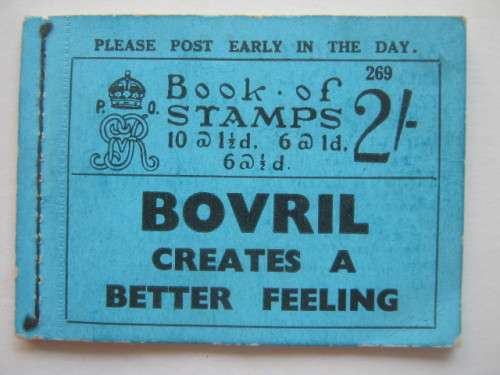 PLEASE POST EARLY IN THE DAY.
269
P. O.
Book of
STAMPS
2/-
10 @ 1½d. 6 @ 1d.
6 @ ½d.
BOVRIL
CREATES A
BETTER FEELING